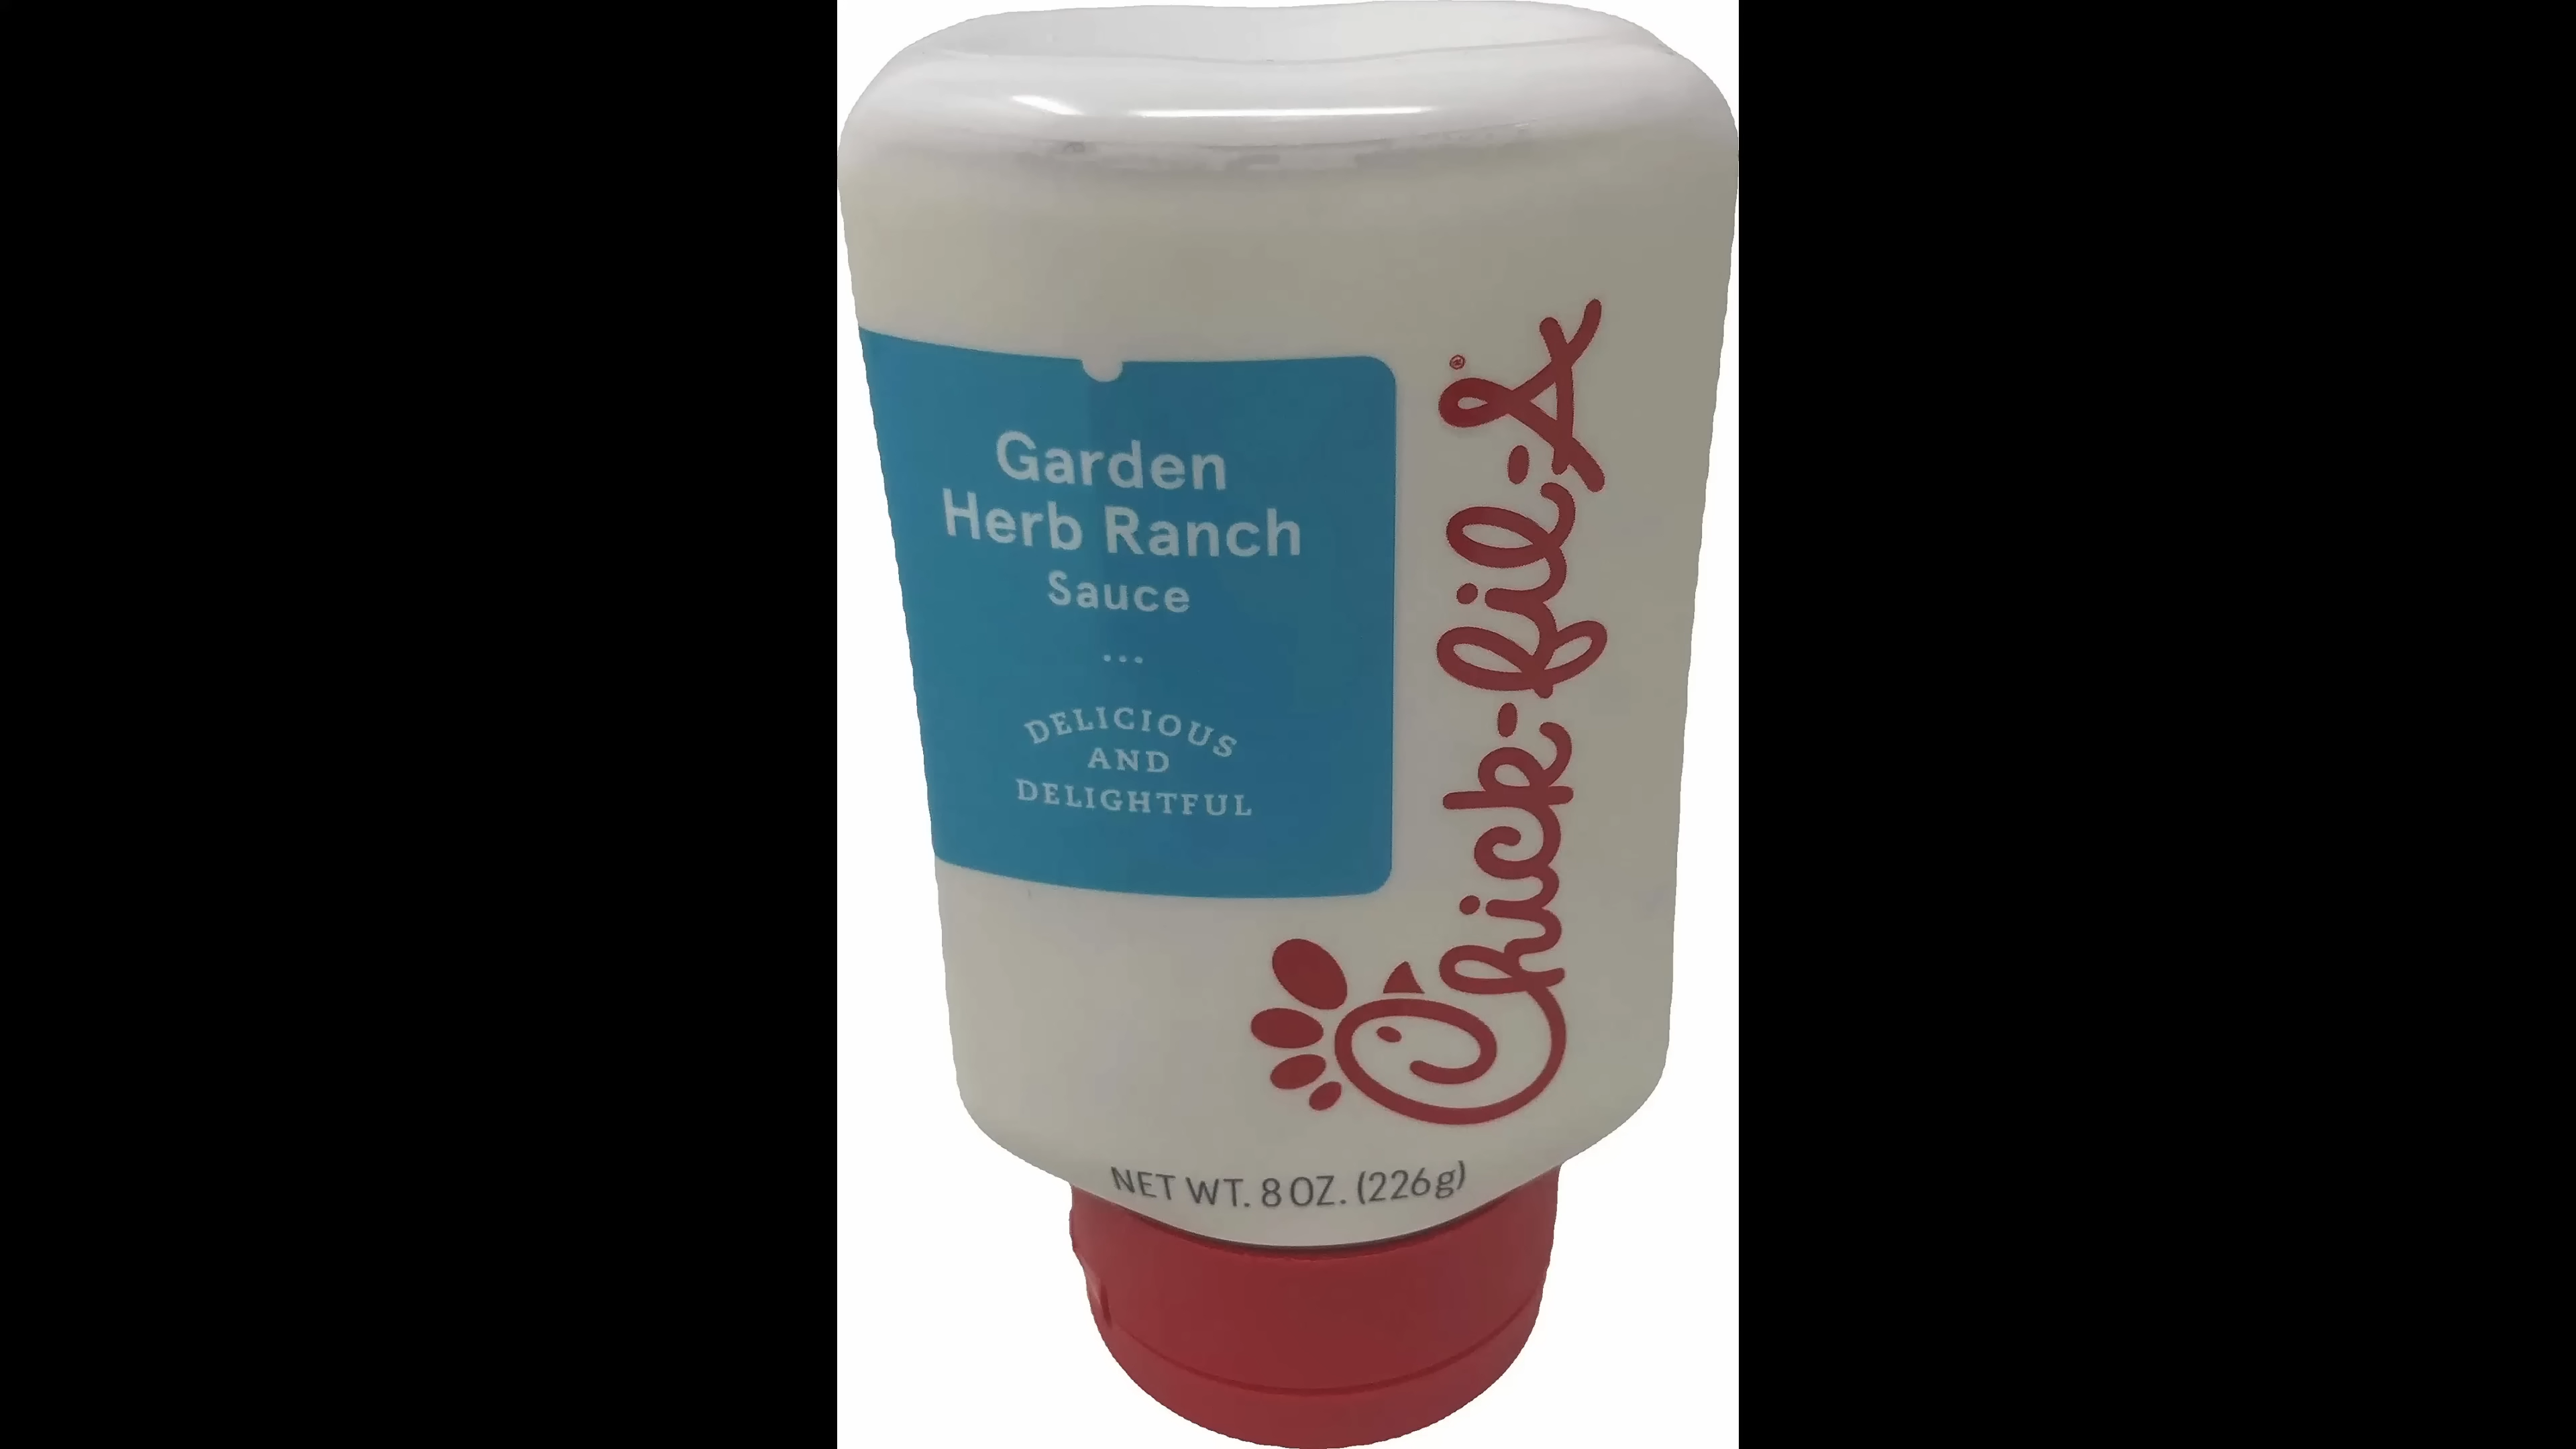 Garden
Herb Ranch
Sauce
...
DELICIOUS
AND
DELIGHTFUL
Chick-fil-A®
NET WT. 8 OZ. (226g)